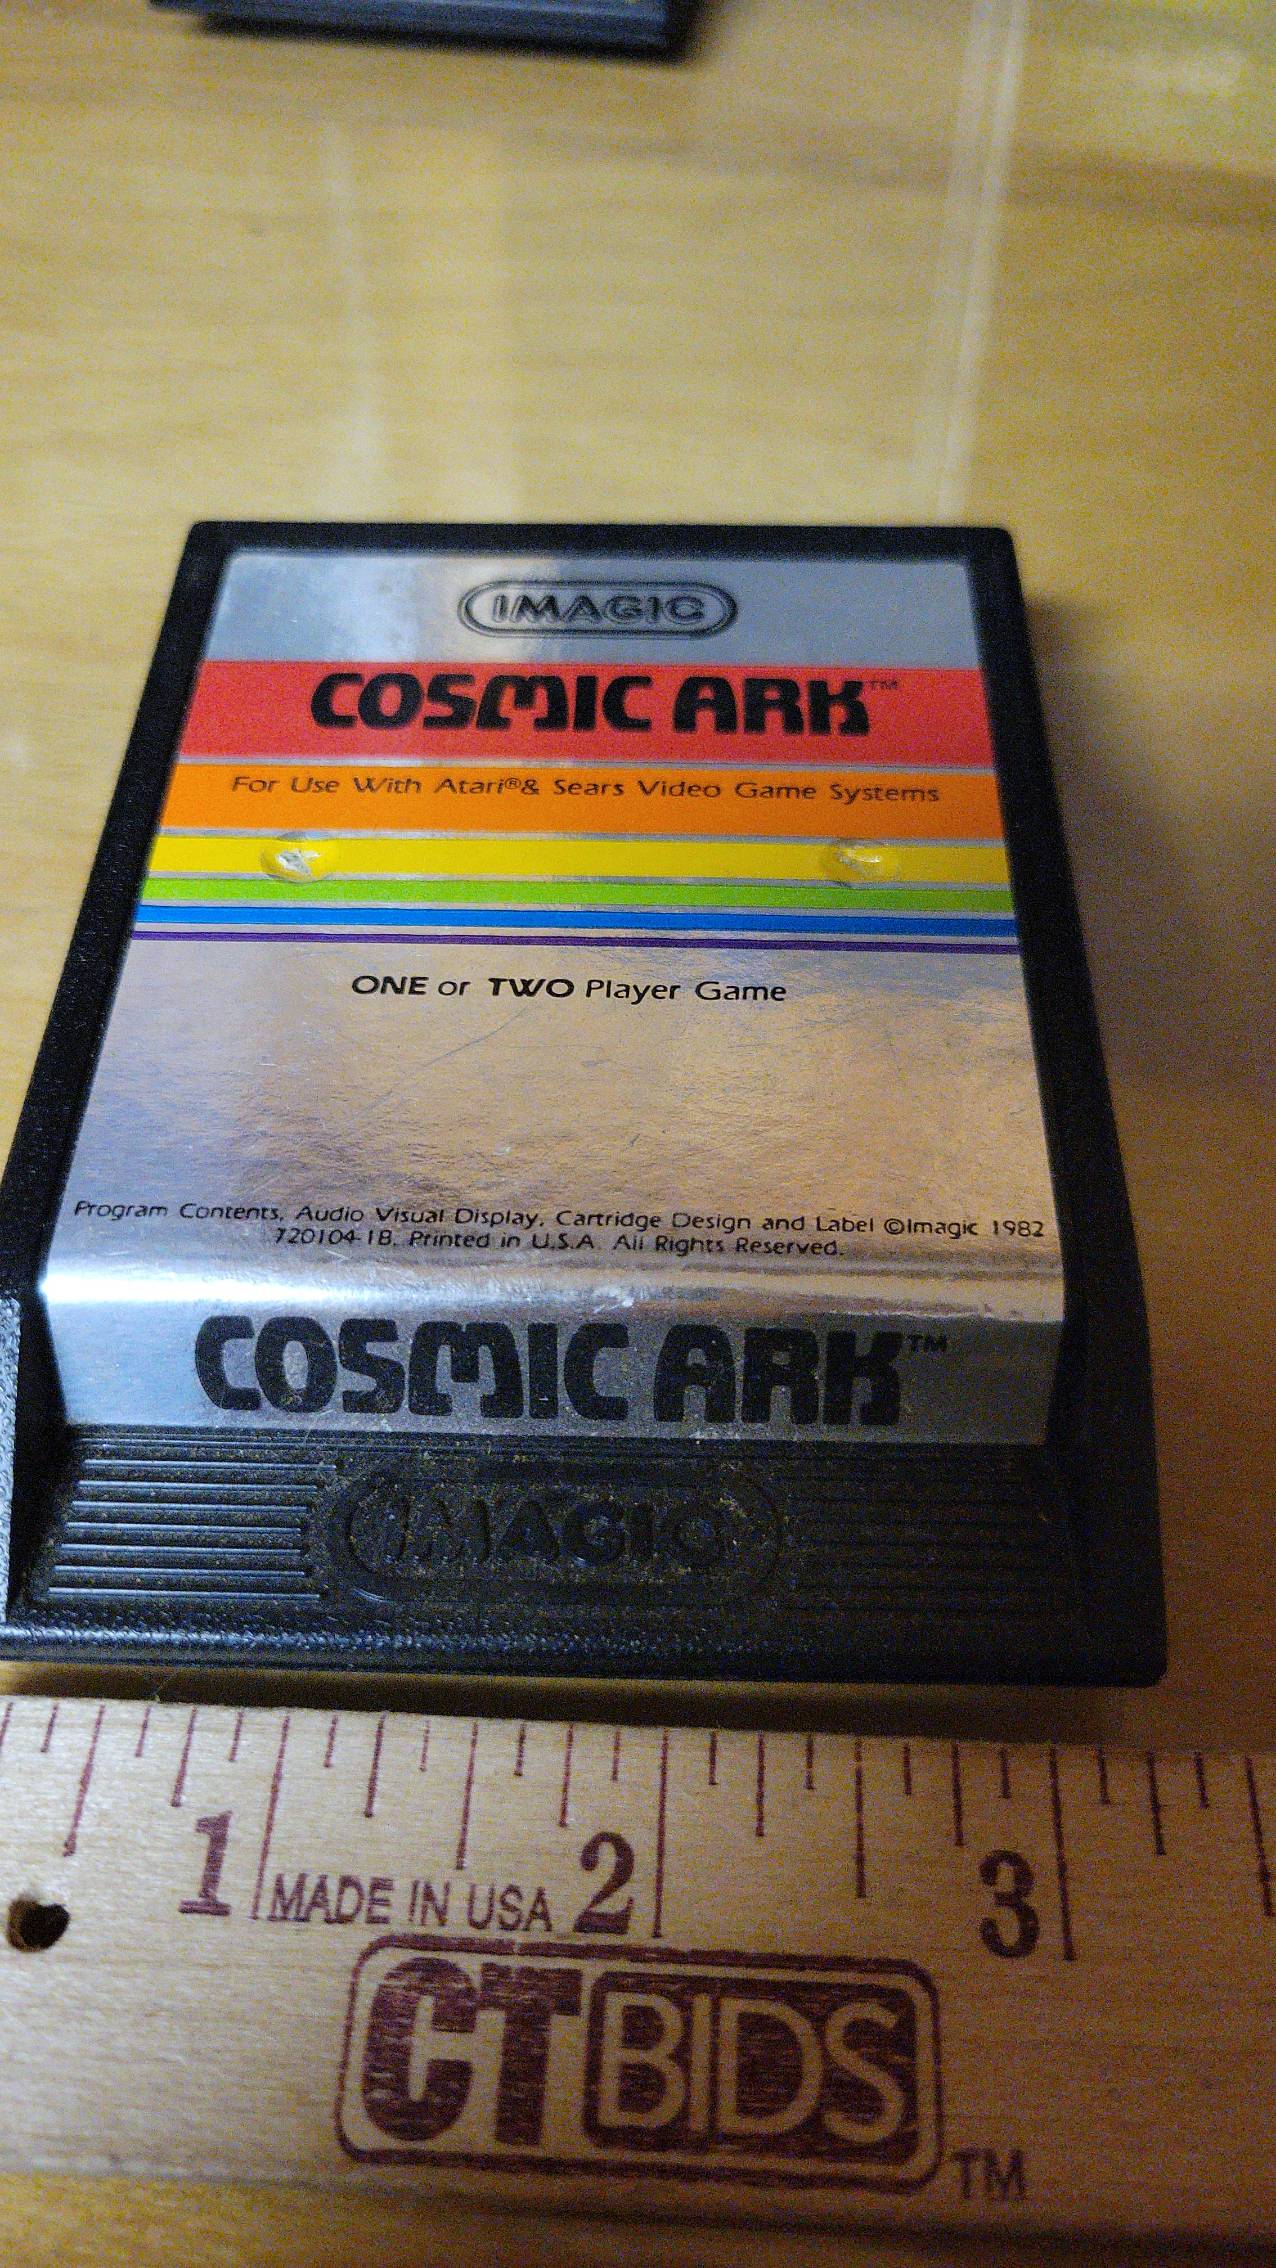 IMAGIC
COSMIC ARK™
For Use With Atari®& Sears Video Game Systems
ONE or TWO Player Game
Program Contents, Audio Visual Display, Cartridge Design and Label ©Imagic 1982
720104-1B. Printed in U.S.A. All Rights Reserved.
COSMIC ARK™
IMAGIC
1 MADE IN USA 2 3
CTBIDS™